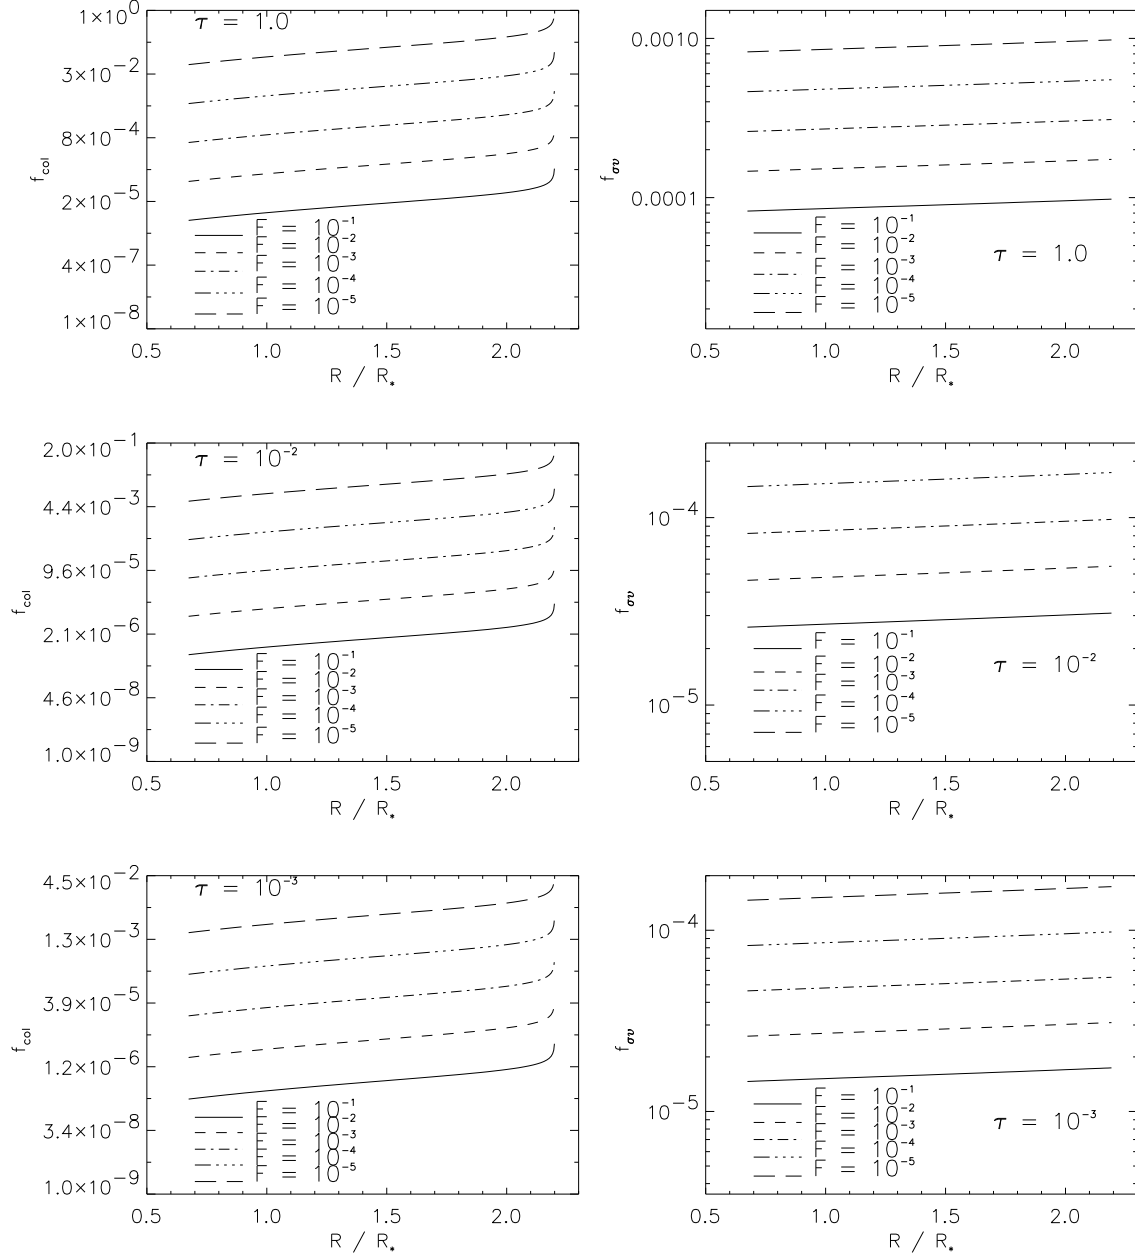 1×10⁰
3×10⁻²
8×10⁻⁴
2×10⁻⁵
4×10⁻⁷
1×10⁻⁸
f_col
τ = 1.0
F = 10⁻¹
F = 10⁻²
F = 10⁻³
F = 10⁻⁴
F = 10⁻⁵
0.5 1.0 1.5 2.0
R / R_*
0.0010
0.0001
f_σv
F = 10⁻¹
F = 10⁻²
F = 10⁻³
F = 10⁻⁴
F = 10⁻⁵
τ = 1.0
0.5 1.0 1.5 2.0
R / R_*
2.0×10⁻¹
4.4×10⁻³
9.6×10⁻⁵
2.1×10⁻⁶
4.6×10⁻⁸
1.0×10⁻⁹
f_col
τ = 10⁻²
F = 10⁻¹
F = 10⁻²
F = 10⁻³
F = 10⁻⁴
F = 10⁻⁵
0.5 1.0 1.5 2.0
R / R_*
10⁻⁴
10⁻⁵
f_σv
F = 10⁻¹
F = 10⁻²
F = 10⁻³
F = 10⁻⁴
F = 10⁻⁵
τ = 10⁻²
0.5 1.0 1.5 2.0
R / R_*
4.5×10⁻²
1.3×10⁻³
3.9×10⁻⁵
1.2×10⁻⁶
3.4×10⁻⁸
1.0×10⁻⁹
f_col
τ = 10⁻³
F = 10⁻¹
F = 10⁻²
F = 10⁻³
F = 10⁻⁴
F = 10⁻⁵
0.5 1.0 1.5 2.0
R / R_*
10⁻⁴
10⁻⁵
f_σv
F = 10⁻¹
F = 10⁻²
F = 10⁻³
F = 10⁻⁴
F = 10⁻⁵
τ = 10⁻³
0.5 1.0 1.5 2.0
R / R_*